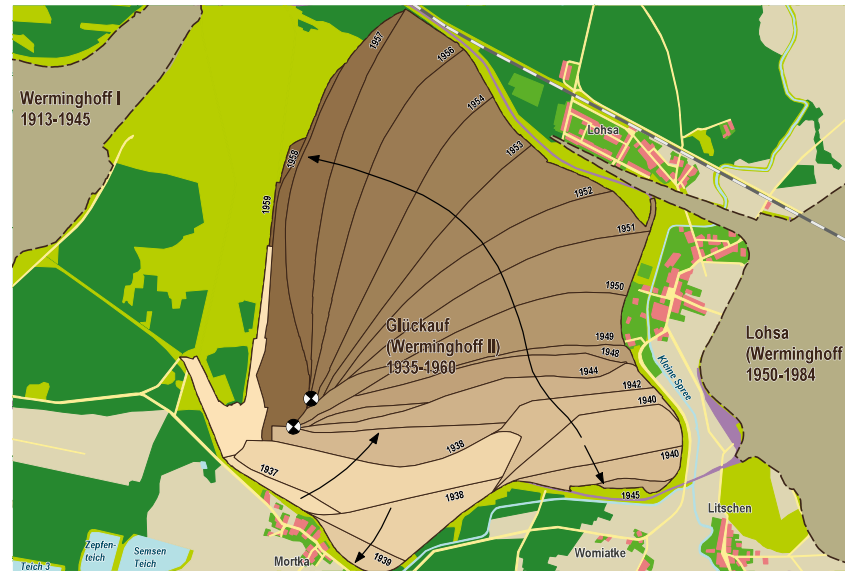 1957
1956
Werminghoff I
1913-1945
1954
Lohsa
1953
1958
1952
1959
1951
1950
Glückauf
(Werminghoff II)
1935-1960
1949
1948
Lohsa
(Werminghoff
1950-1984
Kleine Spree
1944
1942
1940
1938
1940
1937
1938
1945
Litschen
Zepfen-
teich
Semsen
Teich
Mortka
1939
Womiatke
Teich 3